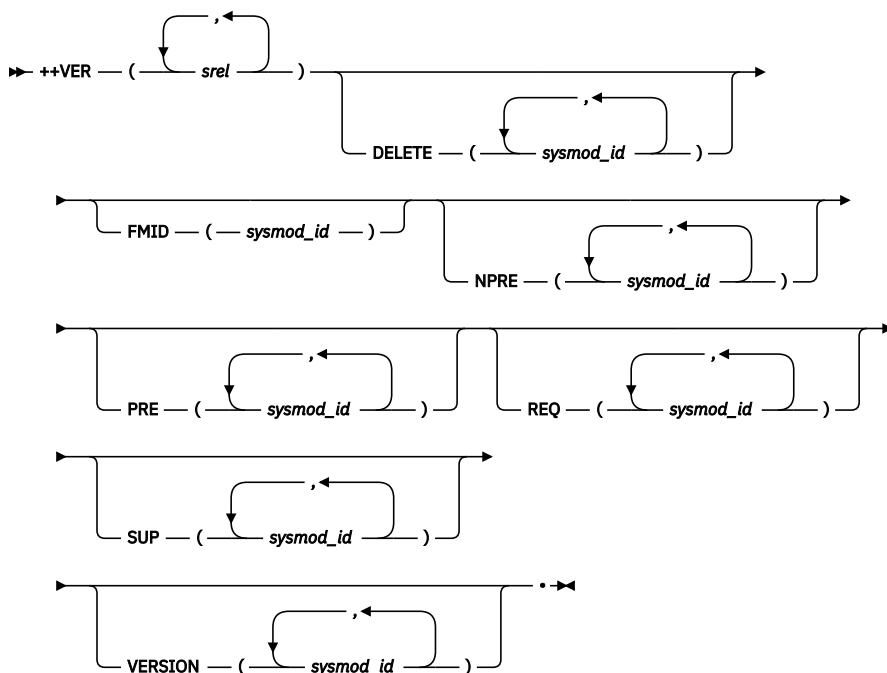 ,
++VER ( srel )
,
DELETE ( sysmod_id )
,
FMID ( sysmod_id )
NPRE ( sysmod_id )
, ,
PRE ( sysmod_id ) REQ ( sysmod_id )
,
SUP ( sysmod_id )
.
,
VERSION ( sysmod_id )